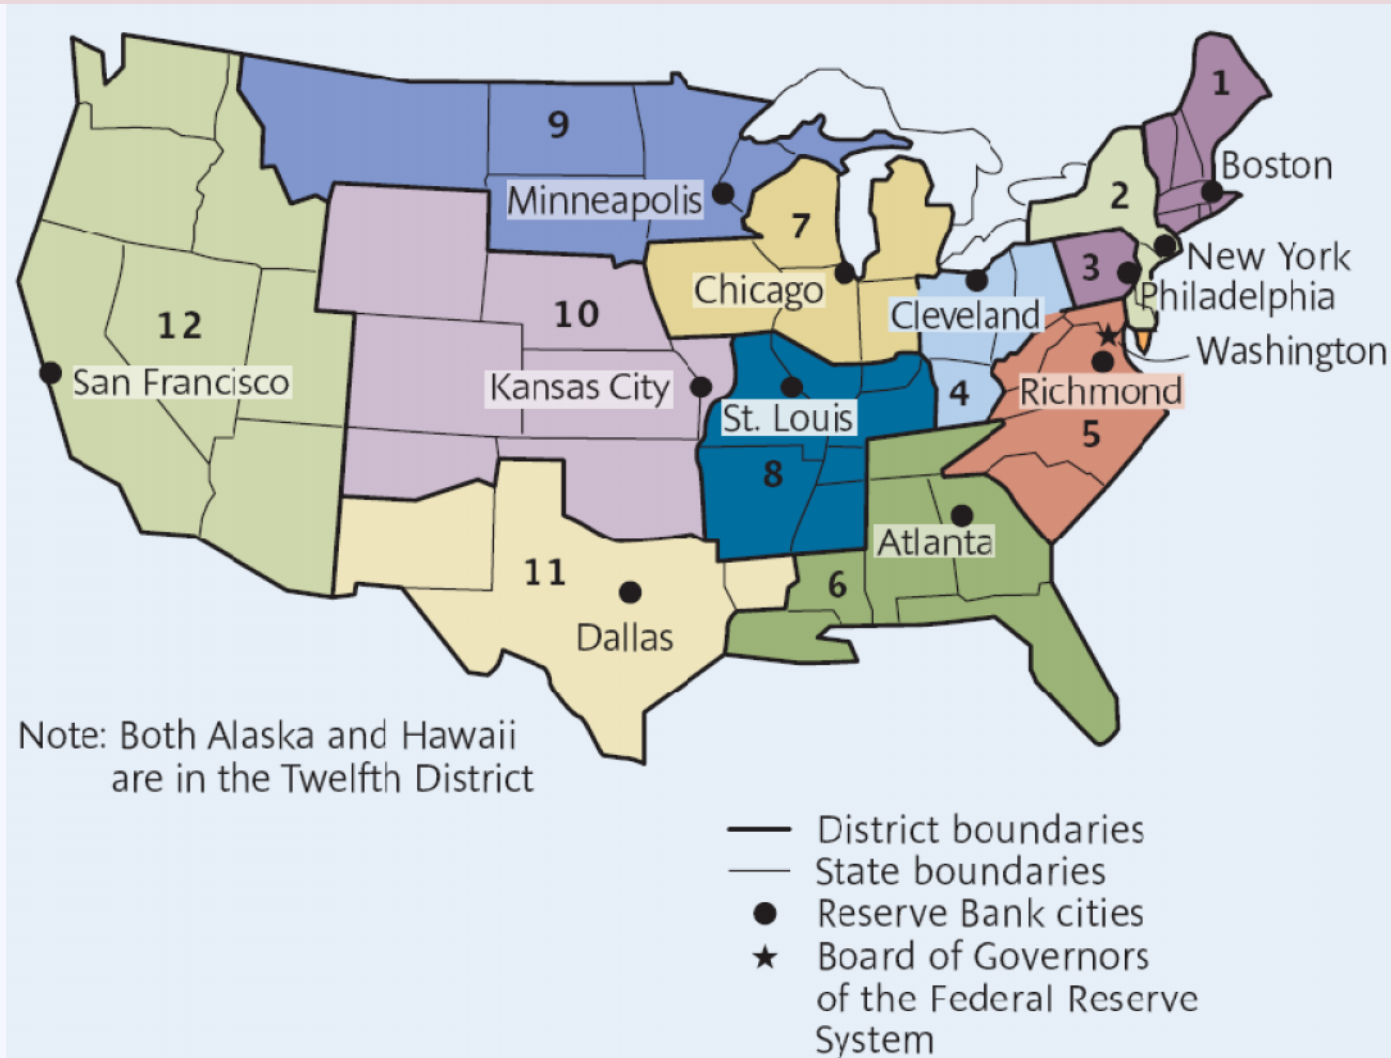 1
9
Boston
2
Minneapolis
7
New York
3
Chicago
Philadelphia
10
Cleveland
12
Washington
San Francisco
Kansas City
4
Richmond
St. Louis
5
8
Atlanta
11
6
Dallas
Note: Both Alaska and Hawaii
are in the Twelfth District
District boundaries
State boundaries
Reserve Bank cities
Board of Governors
of the Federal Reserve
System